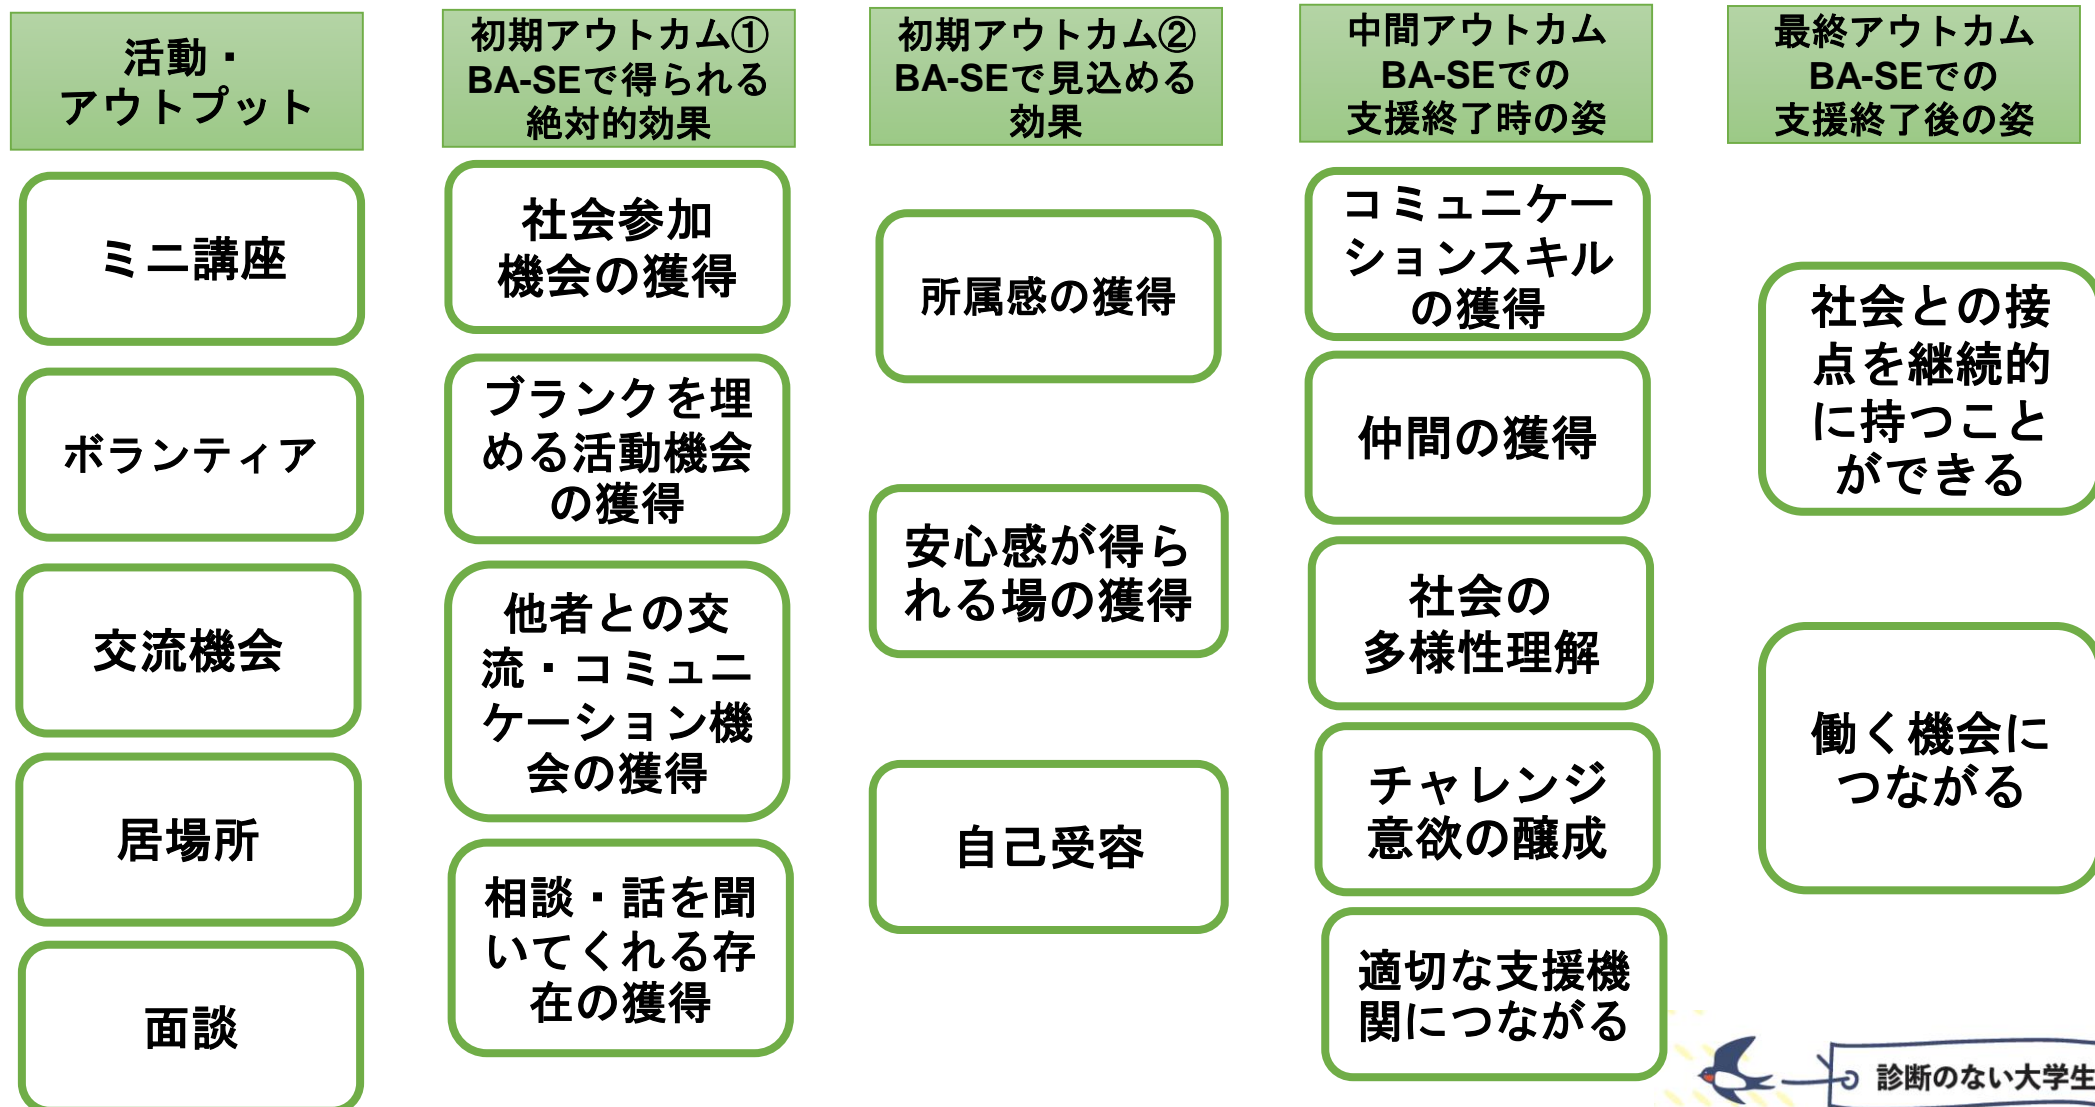 活動・
アウトプット
ミニ講座
ボランティア
交流機会
居場所
面談
初期アウトカム①
BA-SEで得られる
絶対的効果
社会参加
機会の獲得
ブランクを埋
める活動機会
の獲得
他者との交
流・コミュニ
ケーション機
会の獲得
相談・話を聞
いてくれる存
在の獲得
初期アウトカム②
BA-SEで見込める
効果
所属感の獲得
安心感が得ら
れる場の獲得
自己受容
中間アウトカム
BA-SEでの
支援終了時の姿
コミュニケー
ションスキル
の獲得
仲間の獲得
社会の
多様性理解
チャレンジ
意欲の醸成
適切な支援機
関につながる
最終アウトカム
BA-SEでの
支援終了後の姿
社会との接
点を継続的
に持つこと
ができる
働く機会に
つながる
診断のない大学生